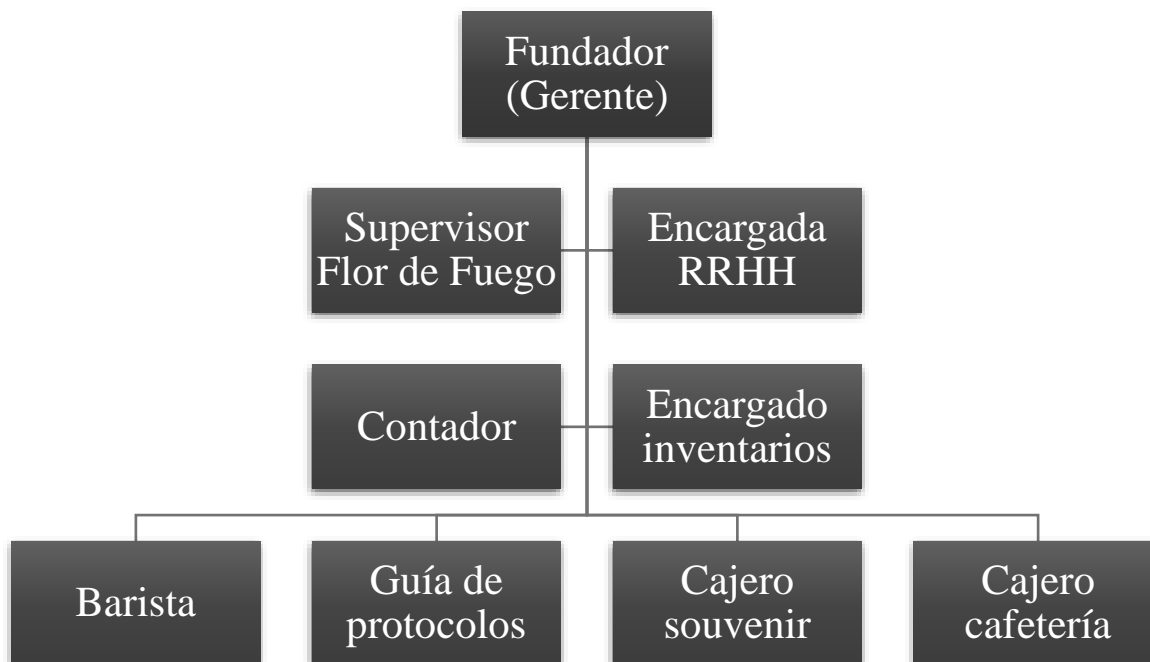 Fundador
(Gerente)
Supervisor
Flor de Fuego
Encargada
RRHH
Contador
Encargado
inventarios
Barista
Guía de
protocolos
Cajero
souvenir
Cajero
cafetería